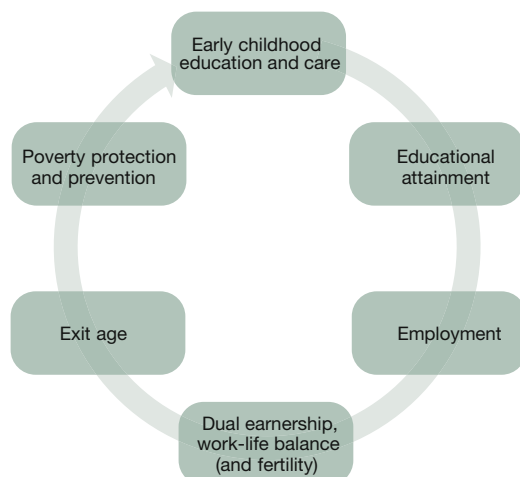 Early childhood
education and care
Educational
attainment
Employment
Dual earnership,
work-life balance
(and fertility)
Exit age
Poverty protection
and prevention